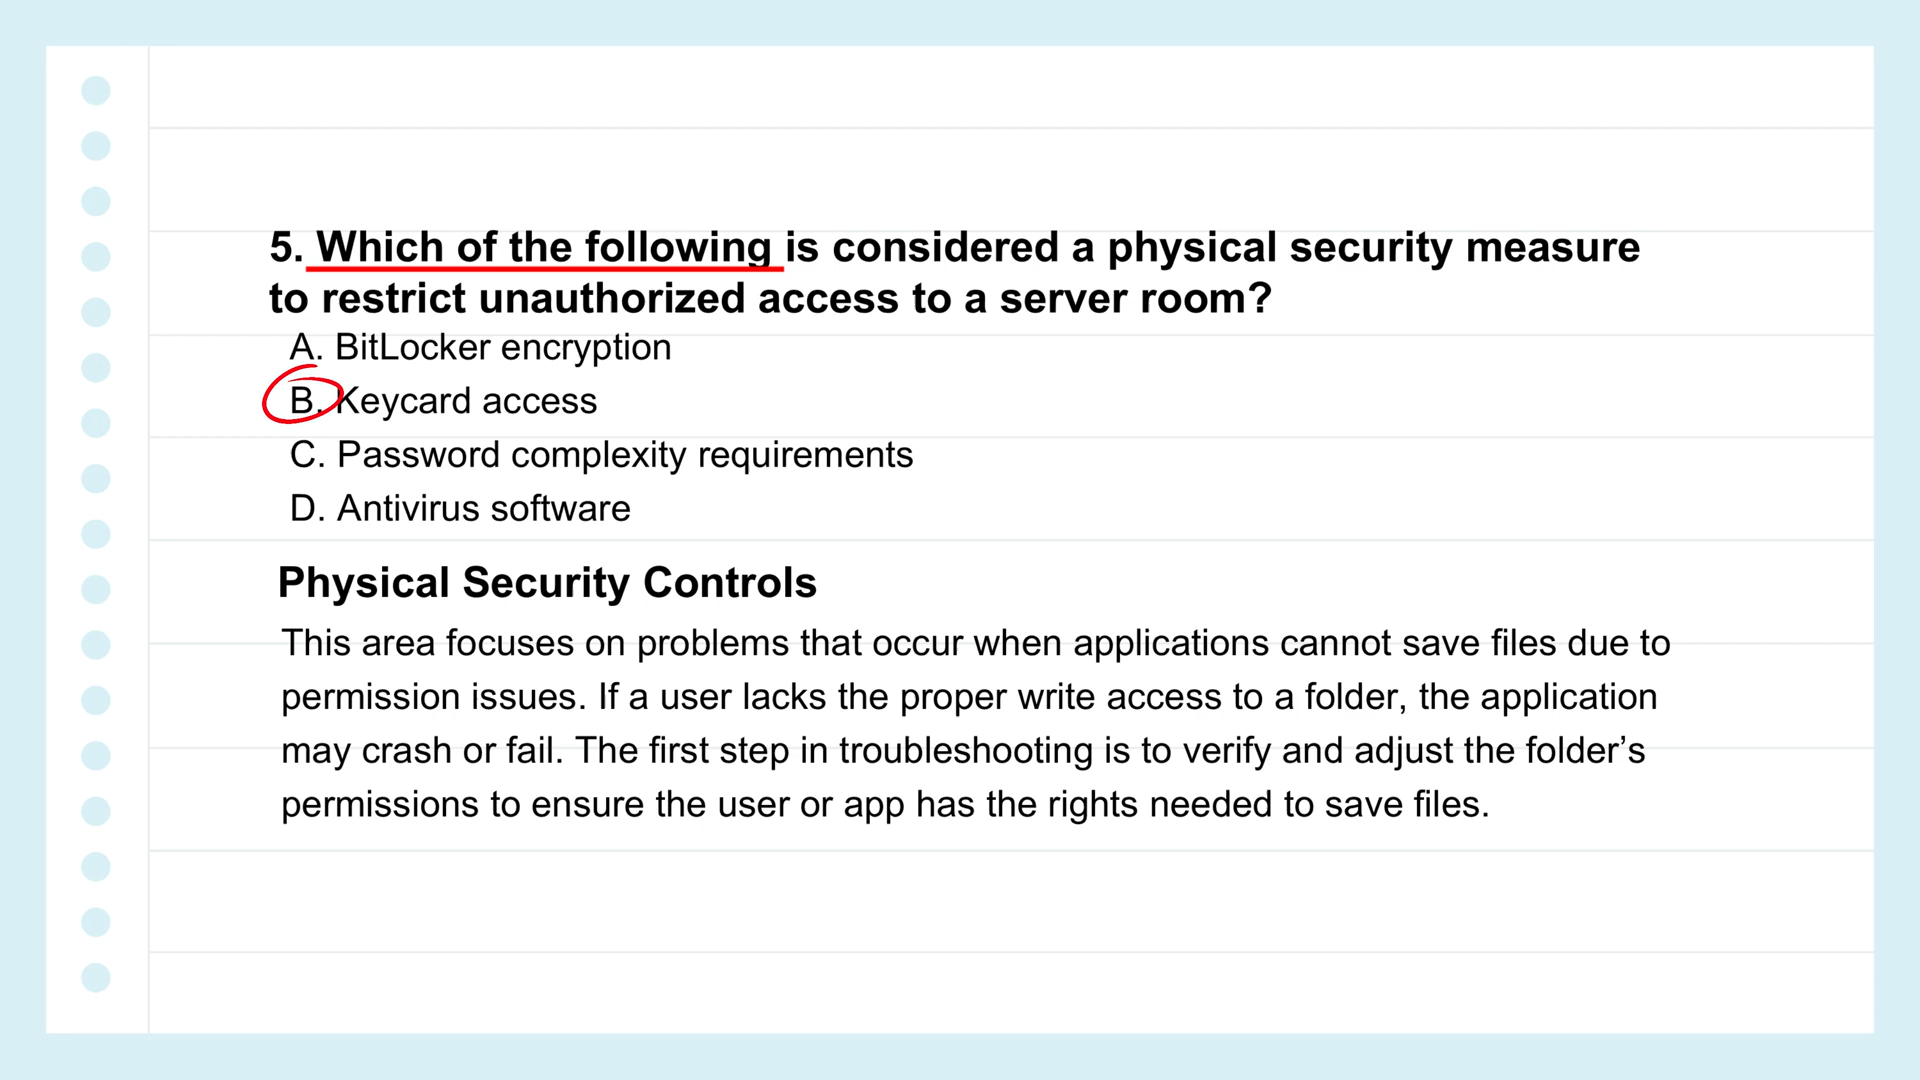 5. Which of the following is considered a physical security measure
to restrict unauthorized access to a server room?
A. BitLocker encryption
B. Keycard access
C. Password complexity requirements
D. Antivirus software
Physical Security Controls
This area focuses on problems that occur when applications cannot save files due to
permission issues. If a user lacks the proper write access to a folder, the application
may crash or fail. The first step in troubleshooting is to verify and adjust the folder’s
permissions to ensure the user or app has the rights needed to save files.